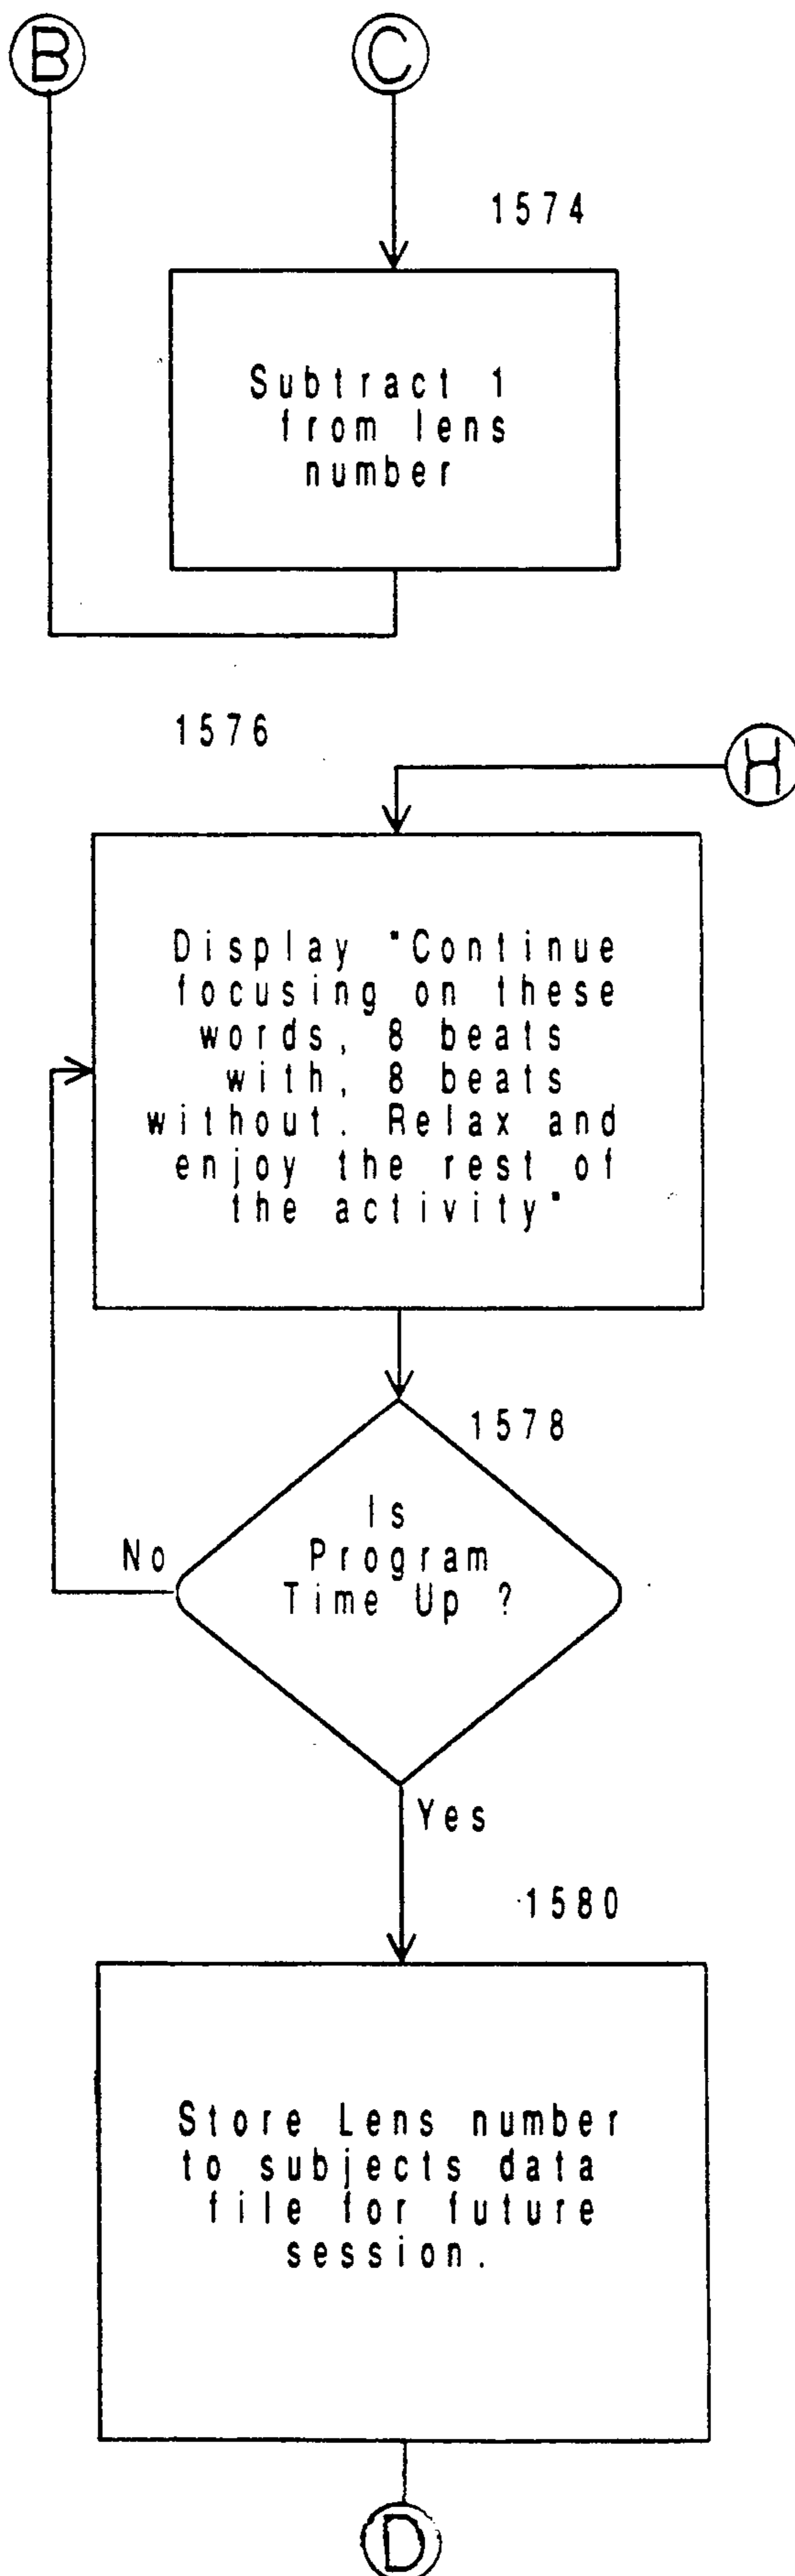 B
C
1574
Subtract 1
from lens
number
1576
H
Display "Continue
focusing on these
words, 8 beats
with, 8 beats
without. Relax and
enjoy the rest of
the activity"
1578
Is
Program
Time Up ?
No
Yes
1580
Store Lens number
to subjects data
file for future
session.
D